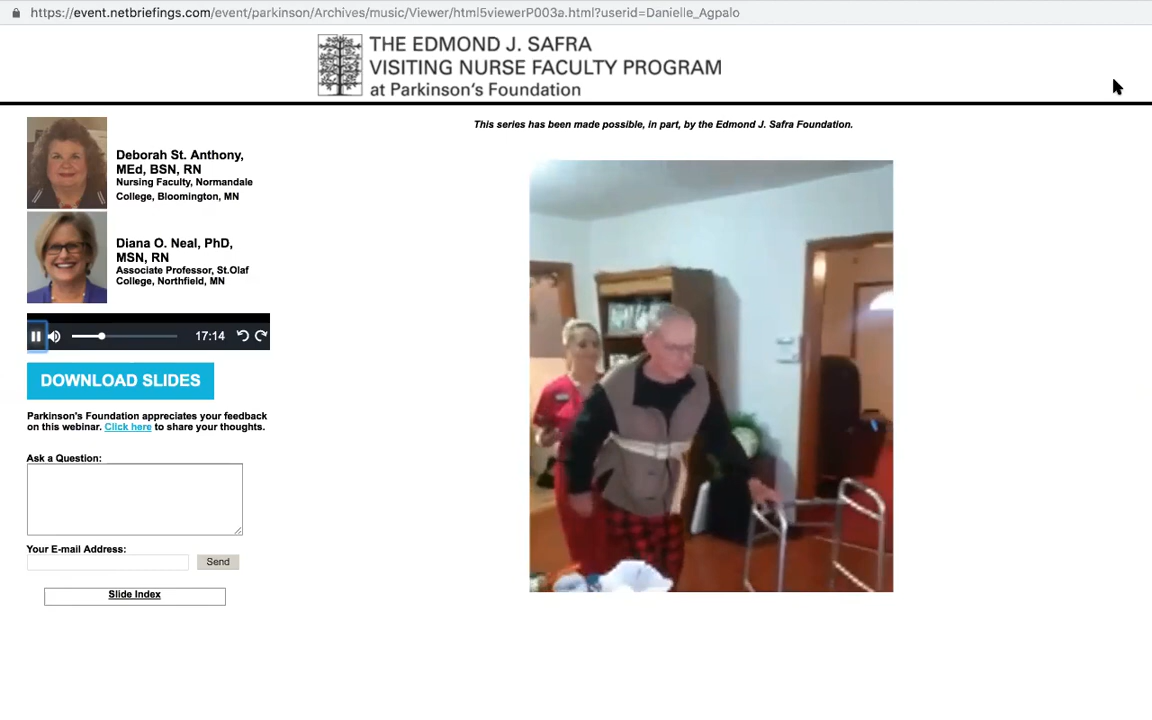 https://event.netbriefings.com/event/parkinson/Archives/music/Viewer/html5viewerP003a.html?userid=Danielle_Agpalo
THE EDMOND J. SAFRA
VISITING NURSE FACULTY PROGRAM
at Parkinson's Foundation
This series has been made possible, in part, by the Edmond J. Safra Foundation.
Deborah St. Anthony,
MEd, BSN, RN
Nursing Faculty, Normandale
College, Bloomington, MN
Diana O. Neal, PhD,
MSN, RN
Associate Professor, St.Olaf
College, Northfield, MN
17:14
DOWNLOAD SLIDES
Parkinson's Foundation appreciates your feedback
on this webinar. Click here to share your thoughts.
Ask a Question:
Your E-mail Address:
Send
Slide Index